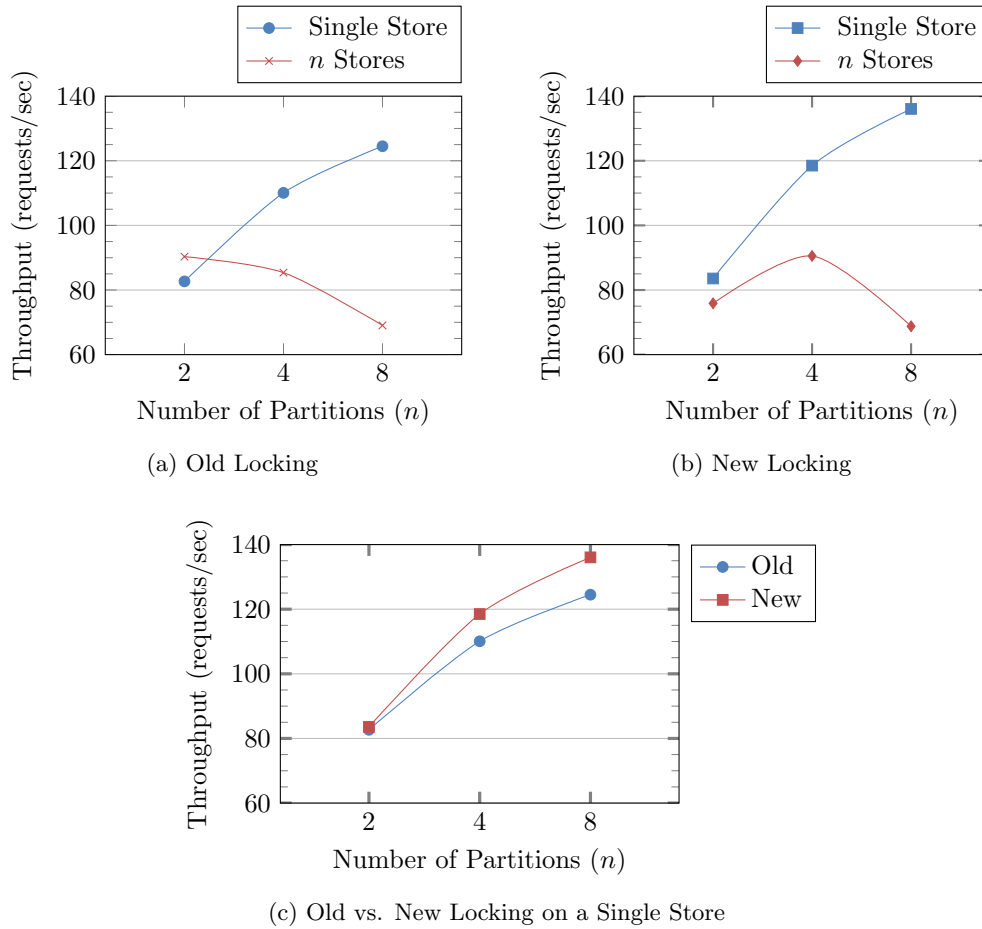 Single Store
n Stores
Throughput (requests/sec)
140
120
100
80
60
2 4 8
Number of Partitions (n)
(a) Old Locking
Single Store
n Stores
Throughput (requests/sec)
140
120
100
80
60
2 4 8
Number of Partitions (n)
(b) New Locking
Throughput (requests/sec)
140
120
100
80
60
2 4 8
Number of Partitions (n)
Old
New
(c) Old vs. New Locking on a Single Store